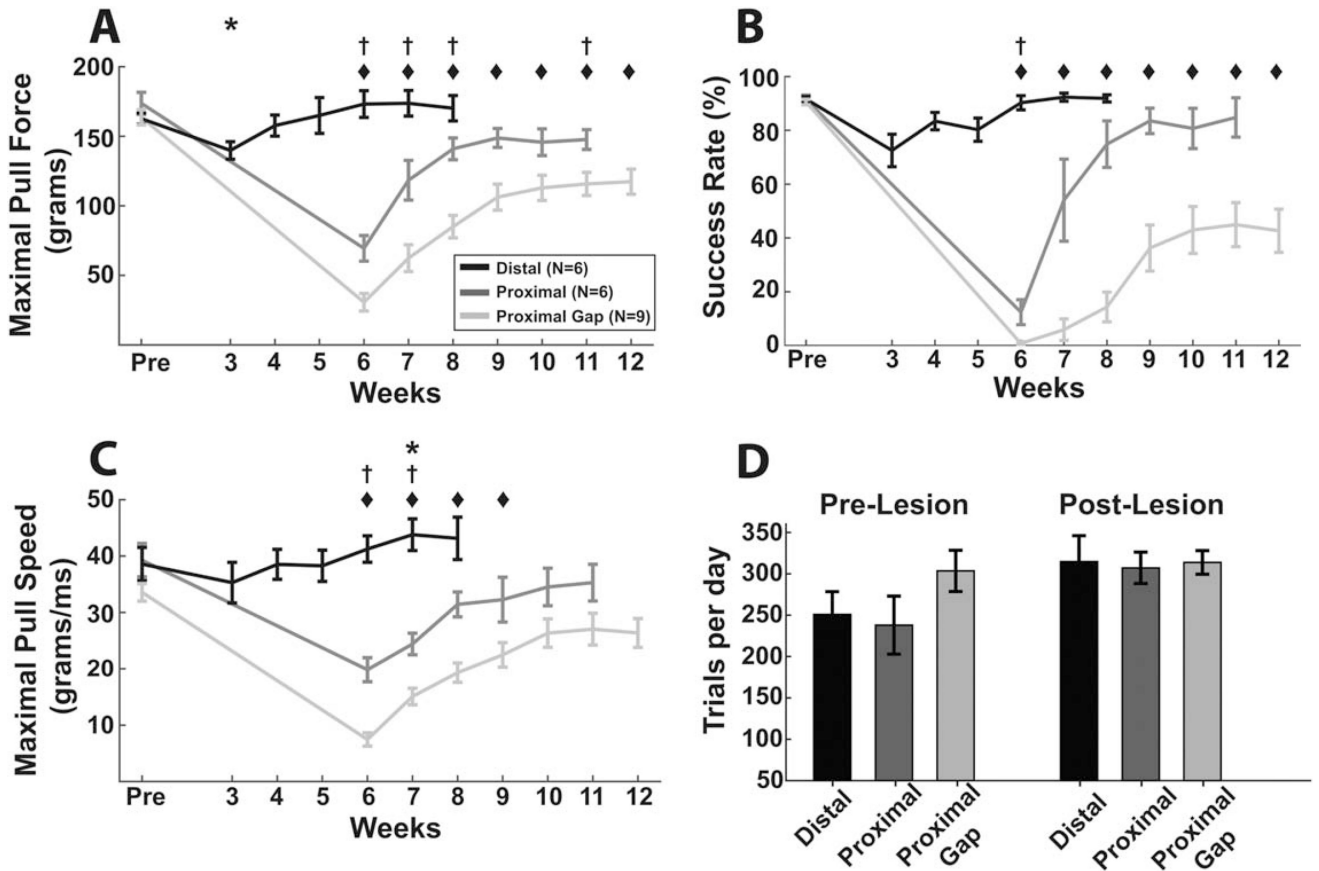 A
*
† † † †
◆ ◆ ◆ ◆ ◆ ◆ ◆
Maximal Pull Force
(grams)
200
150
100
50
Distal (N=6)
Proximal (N=6)
Proximal Gap (N=9)
Pre 3 4 5 6 7 8 9 10 11 12
Weeks
B
†
◆ ◆ ◆ ◆ ◆ ◆ ◆
Success Rate (%)
100
80
60
40
20
0
Pre 3 4 5 6 7 8 9 10 11 12
Weeks
C
*
† †
◆ ◆ ◆ ◆
Maximal Pull Speed
(grams/ms)
50
40
30
20
10
Pre 3 4 5 6 7 8 9 10 11 12
Weeks
D
Pre-Lesion Post-Lesion
Trials per day
350
300
250
200
150
100
50
Distal
Proximal
Proximal
Gap
Distal
Proximal
Proximal
Gap